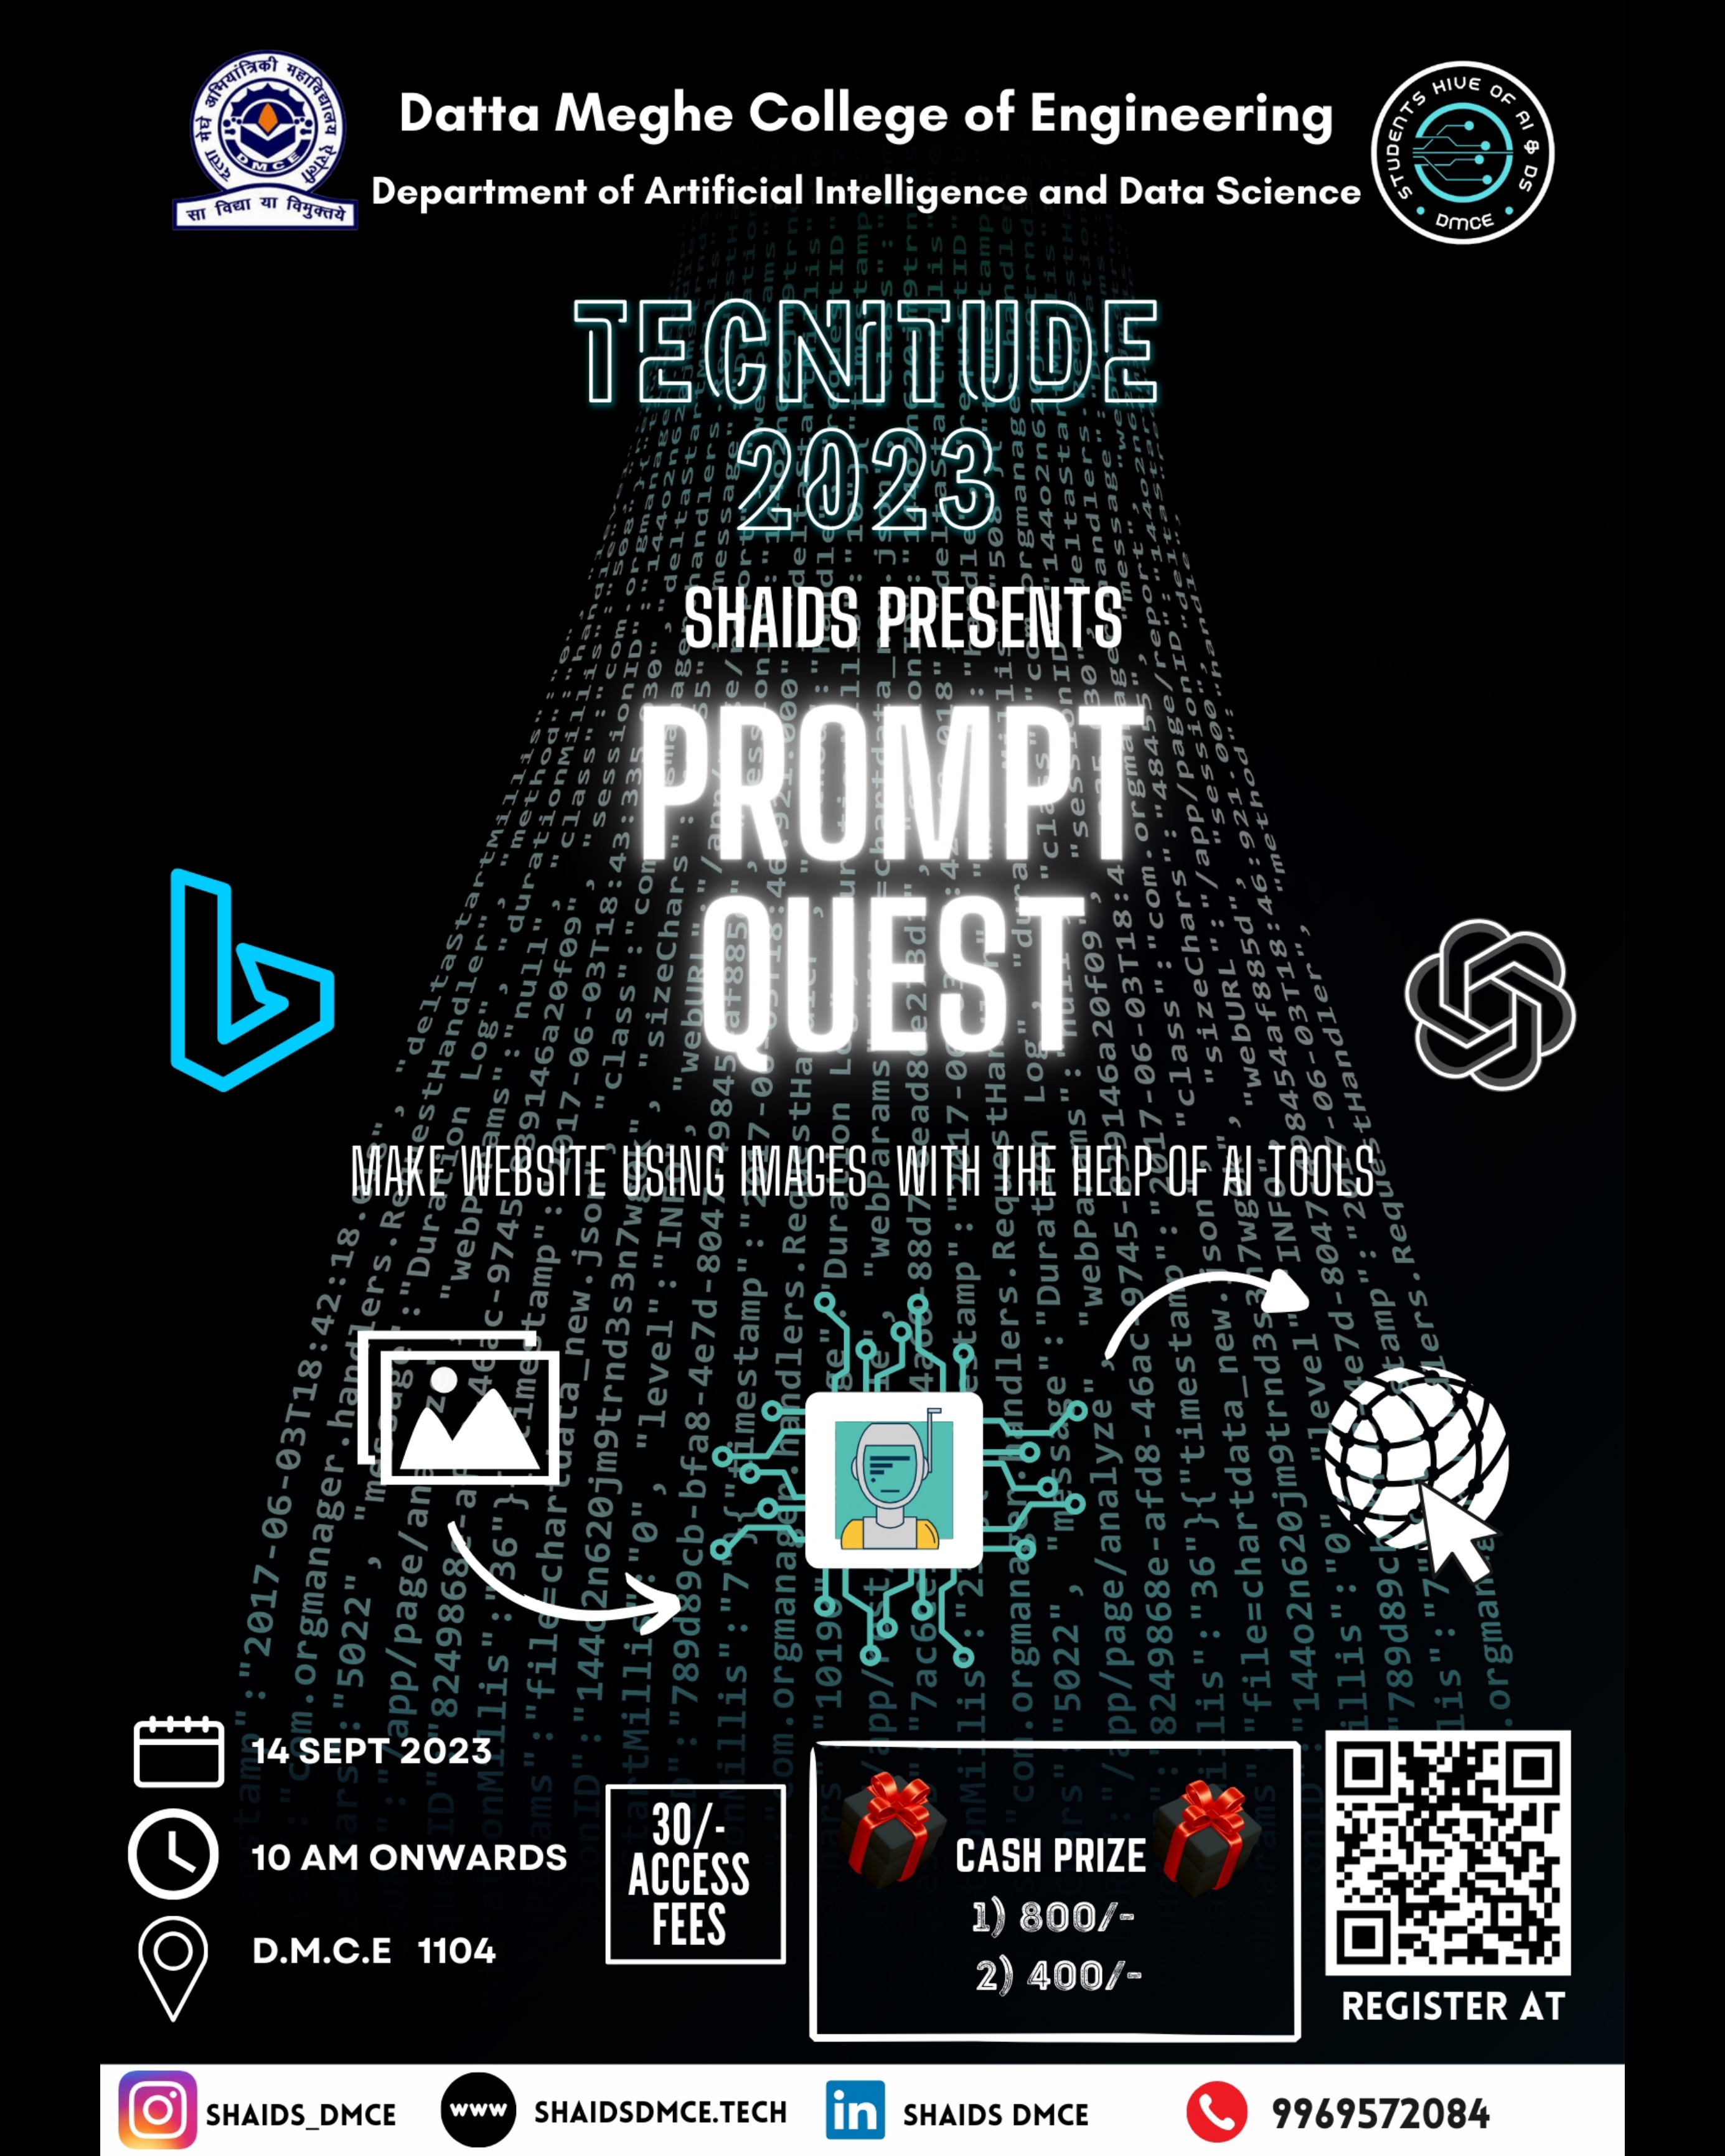 दत्ता मेघे अभियांत्रिकी महाविद्यालय ऐरोली
DMCE
सा विद्या या विमुक्तये
Datta Meghe College of Engineering
Department of Artificial Intelligence and Data Science
STUDENTS HIVE OF AI & DS
DMCE
TECNITUDE
2023
SHAIDS PRESENTS
PROMPT
QUEST
MAKE WEBSITE USING IMAGES WITH THE HELP OF AI TOOLS
14 SEPT 2023
10 AM ONWARDS
D.M.C.E 1104
30/-
ACCESS
FEES
CASH PRIZE
1) 800/-
2) 400/-
REGISTER AT
SHAIDS_DMCE
www SHAIDSDMCE.TECH
in SHAIDS DMCE
9969572084